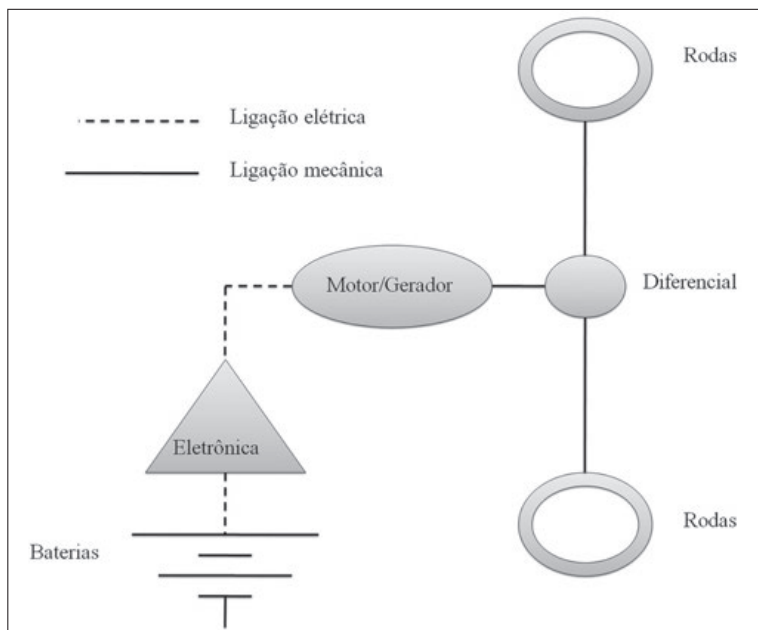 Rodas
Ligação elétrica
Ligação mecânica
Motor/Gerador
Diferencial
Eletrônica
Rodas
Baterias